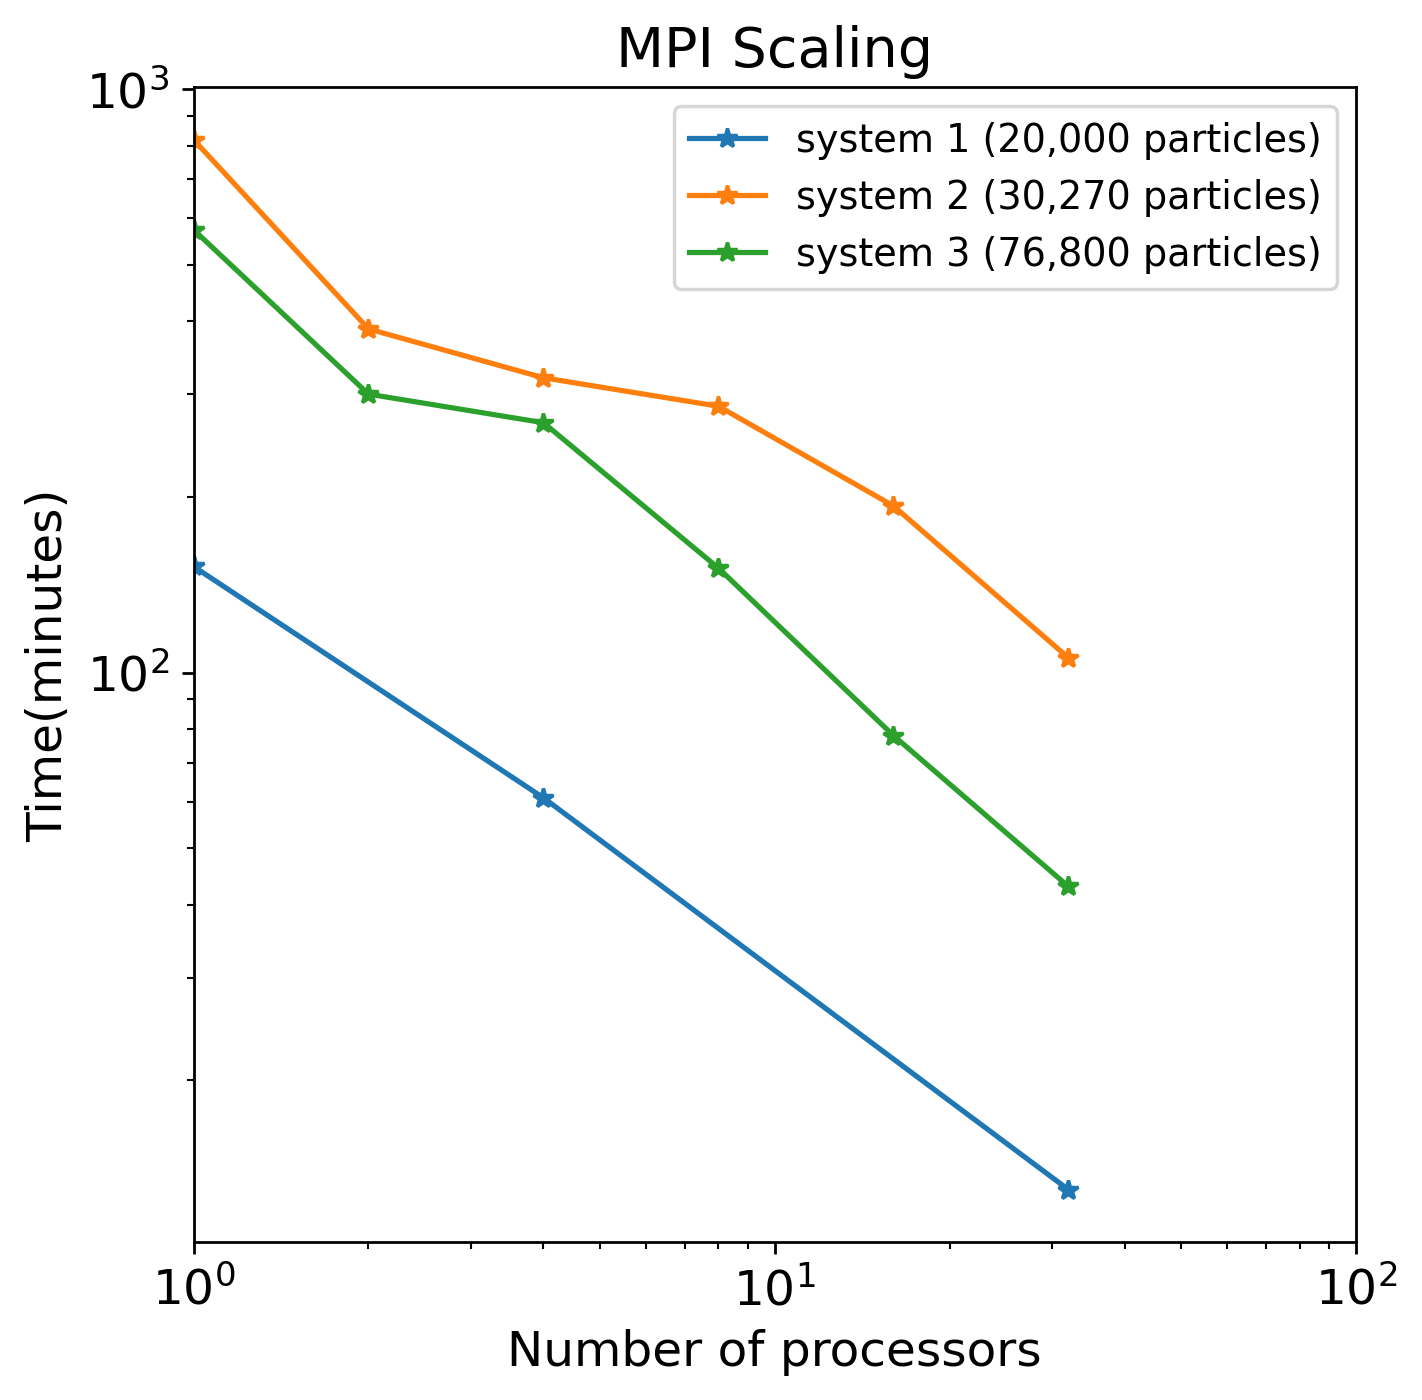 MPI Scaling
10³
system 1 (20,000 particles)
system 2 (30,270 particles)
system 3 (76,800 particles)
Time(minutes)
10²
10⁰ 10¹ 10²
Number of processors